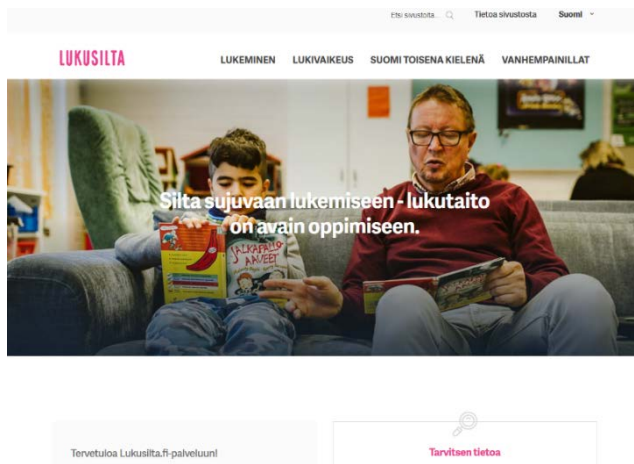 Etsi sivustolta... Tietoa sivustosta Suomi
LUKUSILTA
LUKEMINEN LUKIVAIKEUS SUOMI TOISENA KIELENÄ VANHEMPAINILLAT
Silta sujuvaan lukemiseen - lukutaito
on avain oppimiseen.
JALKAPALLO
AAVEET
Tervetuloa Lukusilta.fi-palveluun!
Tarvitsen tietoa